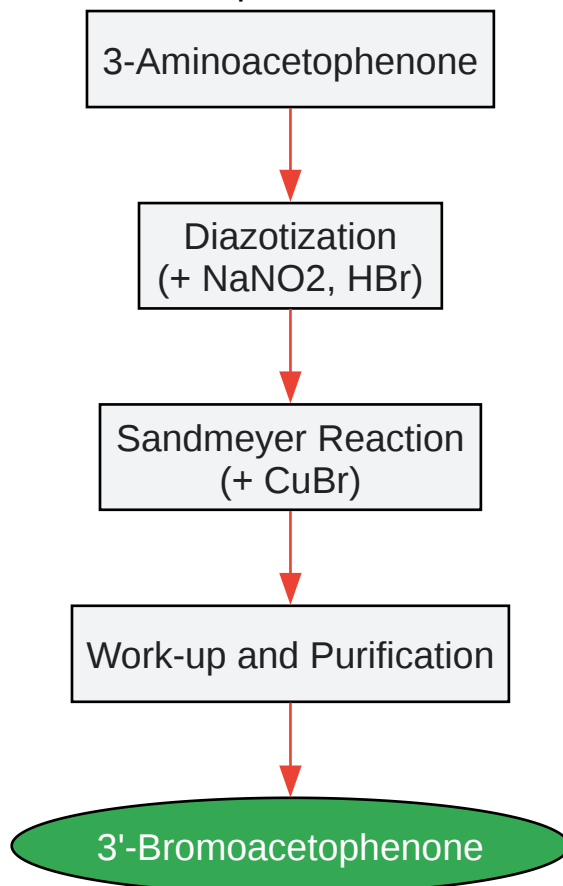 3-Aminoacetophenone
Diazotization
(+ NaNO2, HBr)
Sandmeyer Reaction
(+ CuBr)
Work-up and Purification
3'-Bromoacetophenone